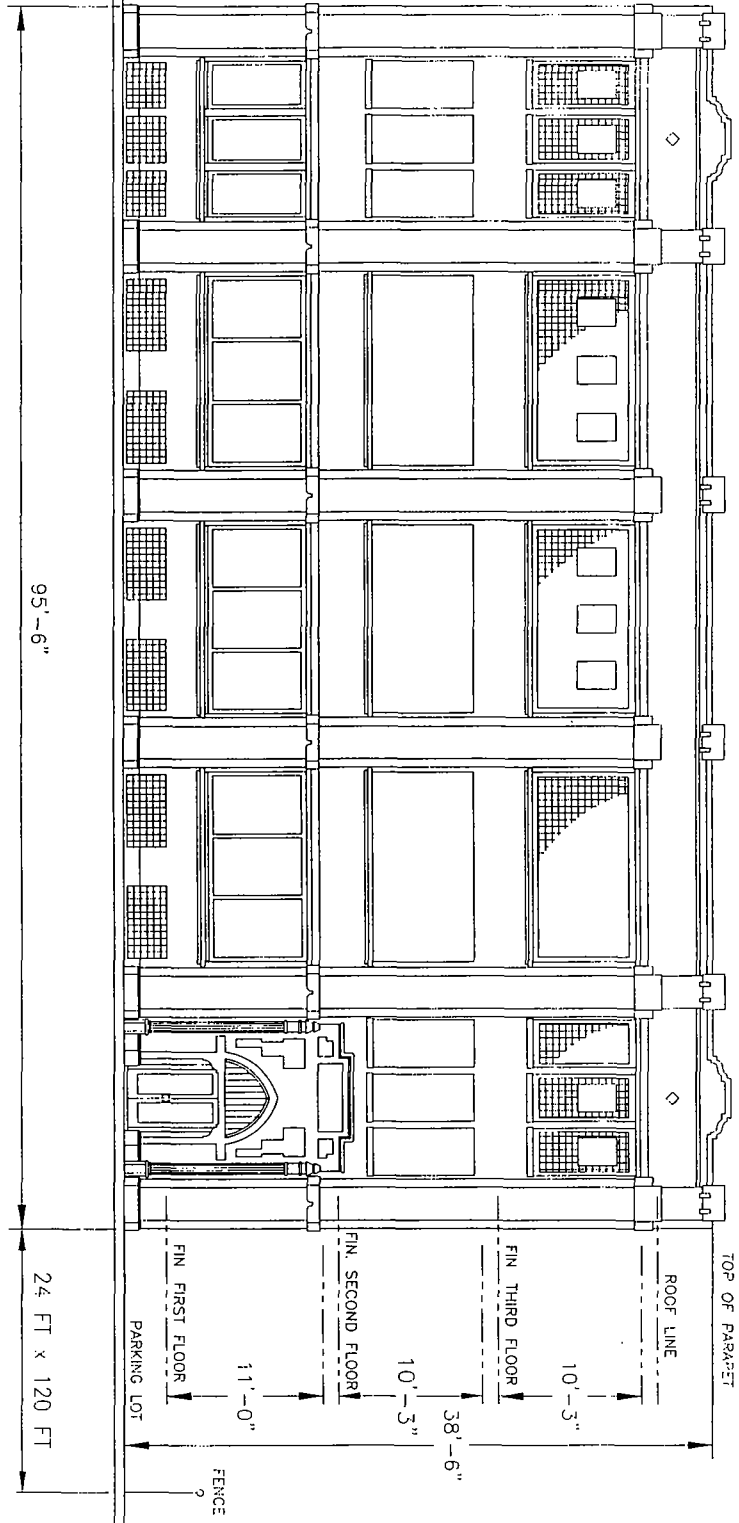 TOP OF PARAPET
ROOF LINE
10'-3"
FIN THIRD FLOOR
38'-6"
10'-3"
FIN. SECOND FLOOR
11'-0"
FIN FIRST FLOOR
PARKING LOT
FENCE
95'-6"
24 FT x 120 FT